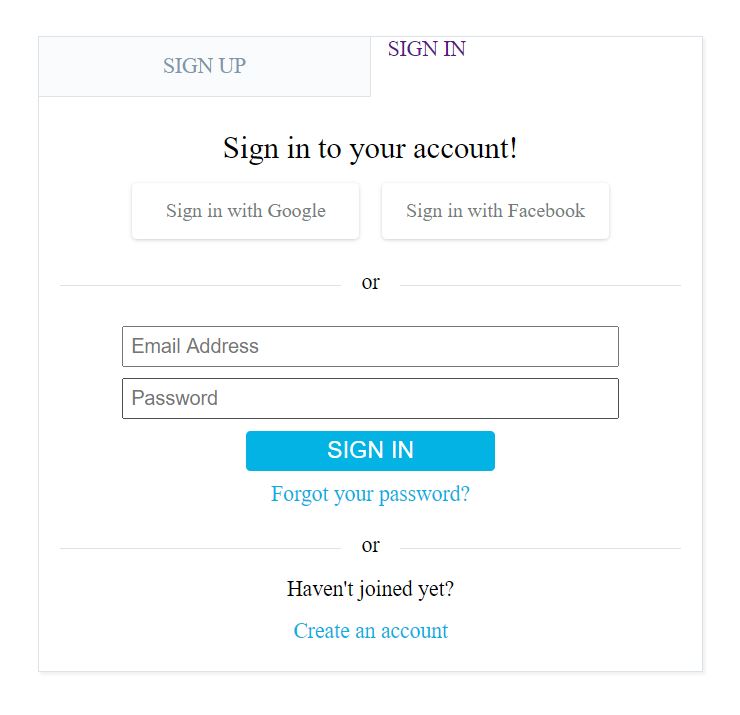 SIGN UP
SIGN IN
Sign in to your account!
Sign in with Google
Sign in with Facebook
or
Email Address
Password
SIGN IN
Forgot your password?
or
Haven't joined yet?
Create an account